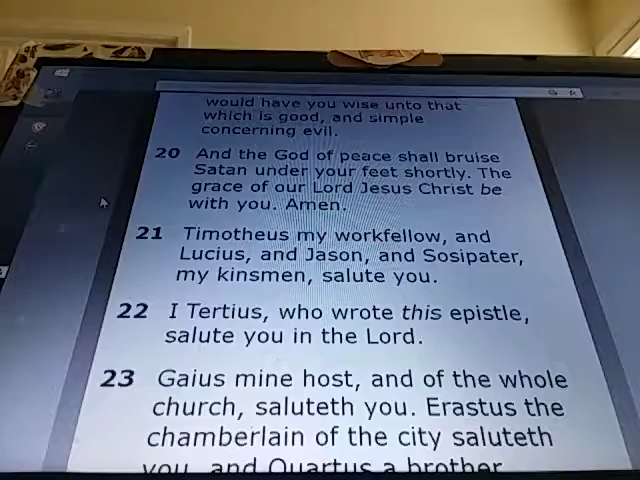 would have you wise unto that
which is good, and simple
concerning evil.
20 And the God of peace shall bruise
Satan under your feet shortly. The
grace of our Lord Jesus Christ be
with you. Amen.
21 Timotheus my workfellow, and
Lucius, and Jason, and Sosipater,
my kinsmen, salute you.
22 I Tertius, who wrote this epistle,
salute you in the Lord.
23 Gaius mine host, and of the whole
church, saluteth you. Erastus the
chamberlain of the city saluteth
you, and Quartus a brother